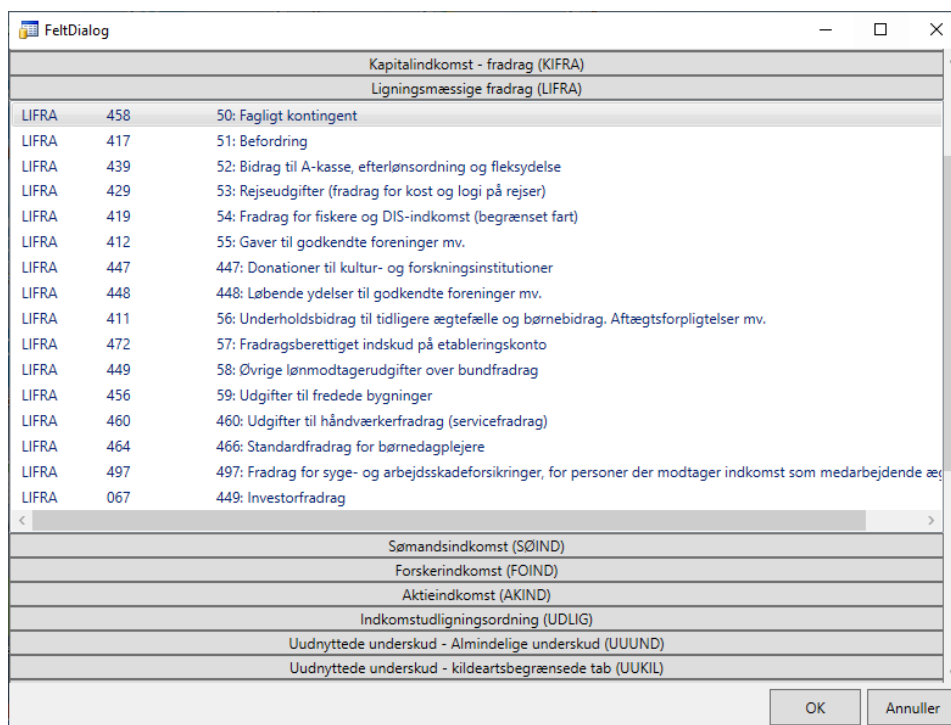 FeltDialog
Kapitalindkomst - fradrag (KIFRA)
Ligningsmæssige fradrag (LIFRA)
LIFRA 458 50: Fagligt kontingent
LIFRA 417 51: Befordring
LIFRA 439 52: Bidrag til A-kasse, efterlønsordning og fleksydelse
LIFRA 429 53: Rejseudgifter (fradrag for kost og logi på rejser)
LIFRA 419 54: Fradrag for fiskere og DIS-indkomst (begrænset fart)
LIFRA 412 55: Gaver til godkendte foreninger mv.
LIFRA 447 447: Donationer til kultur- og forskningsinstitutioner
LIFRA 448 448: Løbende ydelser til godkendte foreninger mv.
LIFRA 411 56: Underholdsbidrag til tidligere ægtefælle og børnebidrag. Aftægtsforpligtelser mv.
LIFRA 472 57: Fradragsberettiget indskud på etableringskonto
LIFRA 449 58: Øvrige lønmodtagerudgifter over bundfradrag
LIFRA 456 59: Udgifter til fredede bygninger
LIFRA 460 460: Udgifter til håndværkerfradrag (servicefradrag)
LIFRA 464 466: Standardfradrag for børnedagplejere
LIFRA 497 497: Fradrag for syge- og arbejdsskadeforsikringer, for personer der modtager indkomst som medarbejdende
LIFRA 067 449: Investorfradrag
Sømandsindkomst (SØIND)
Forskerindkomst (FOIND)
Aktieindkomst (AKIND)
Indkomstudligningsordning (UDLIG)
Uudnyttede underskud - Almindelige underskud (UUUND)
Uudnyttede underskud - kildeartsbegrænsede tab (UUKIL)
OK Annuller